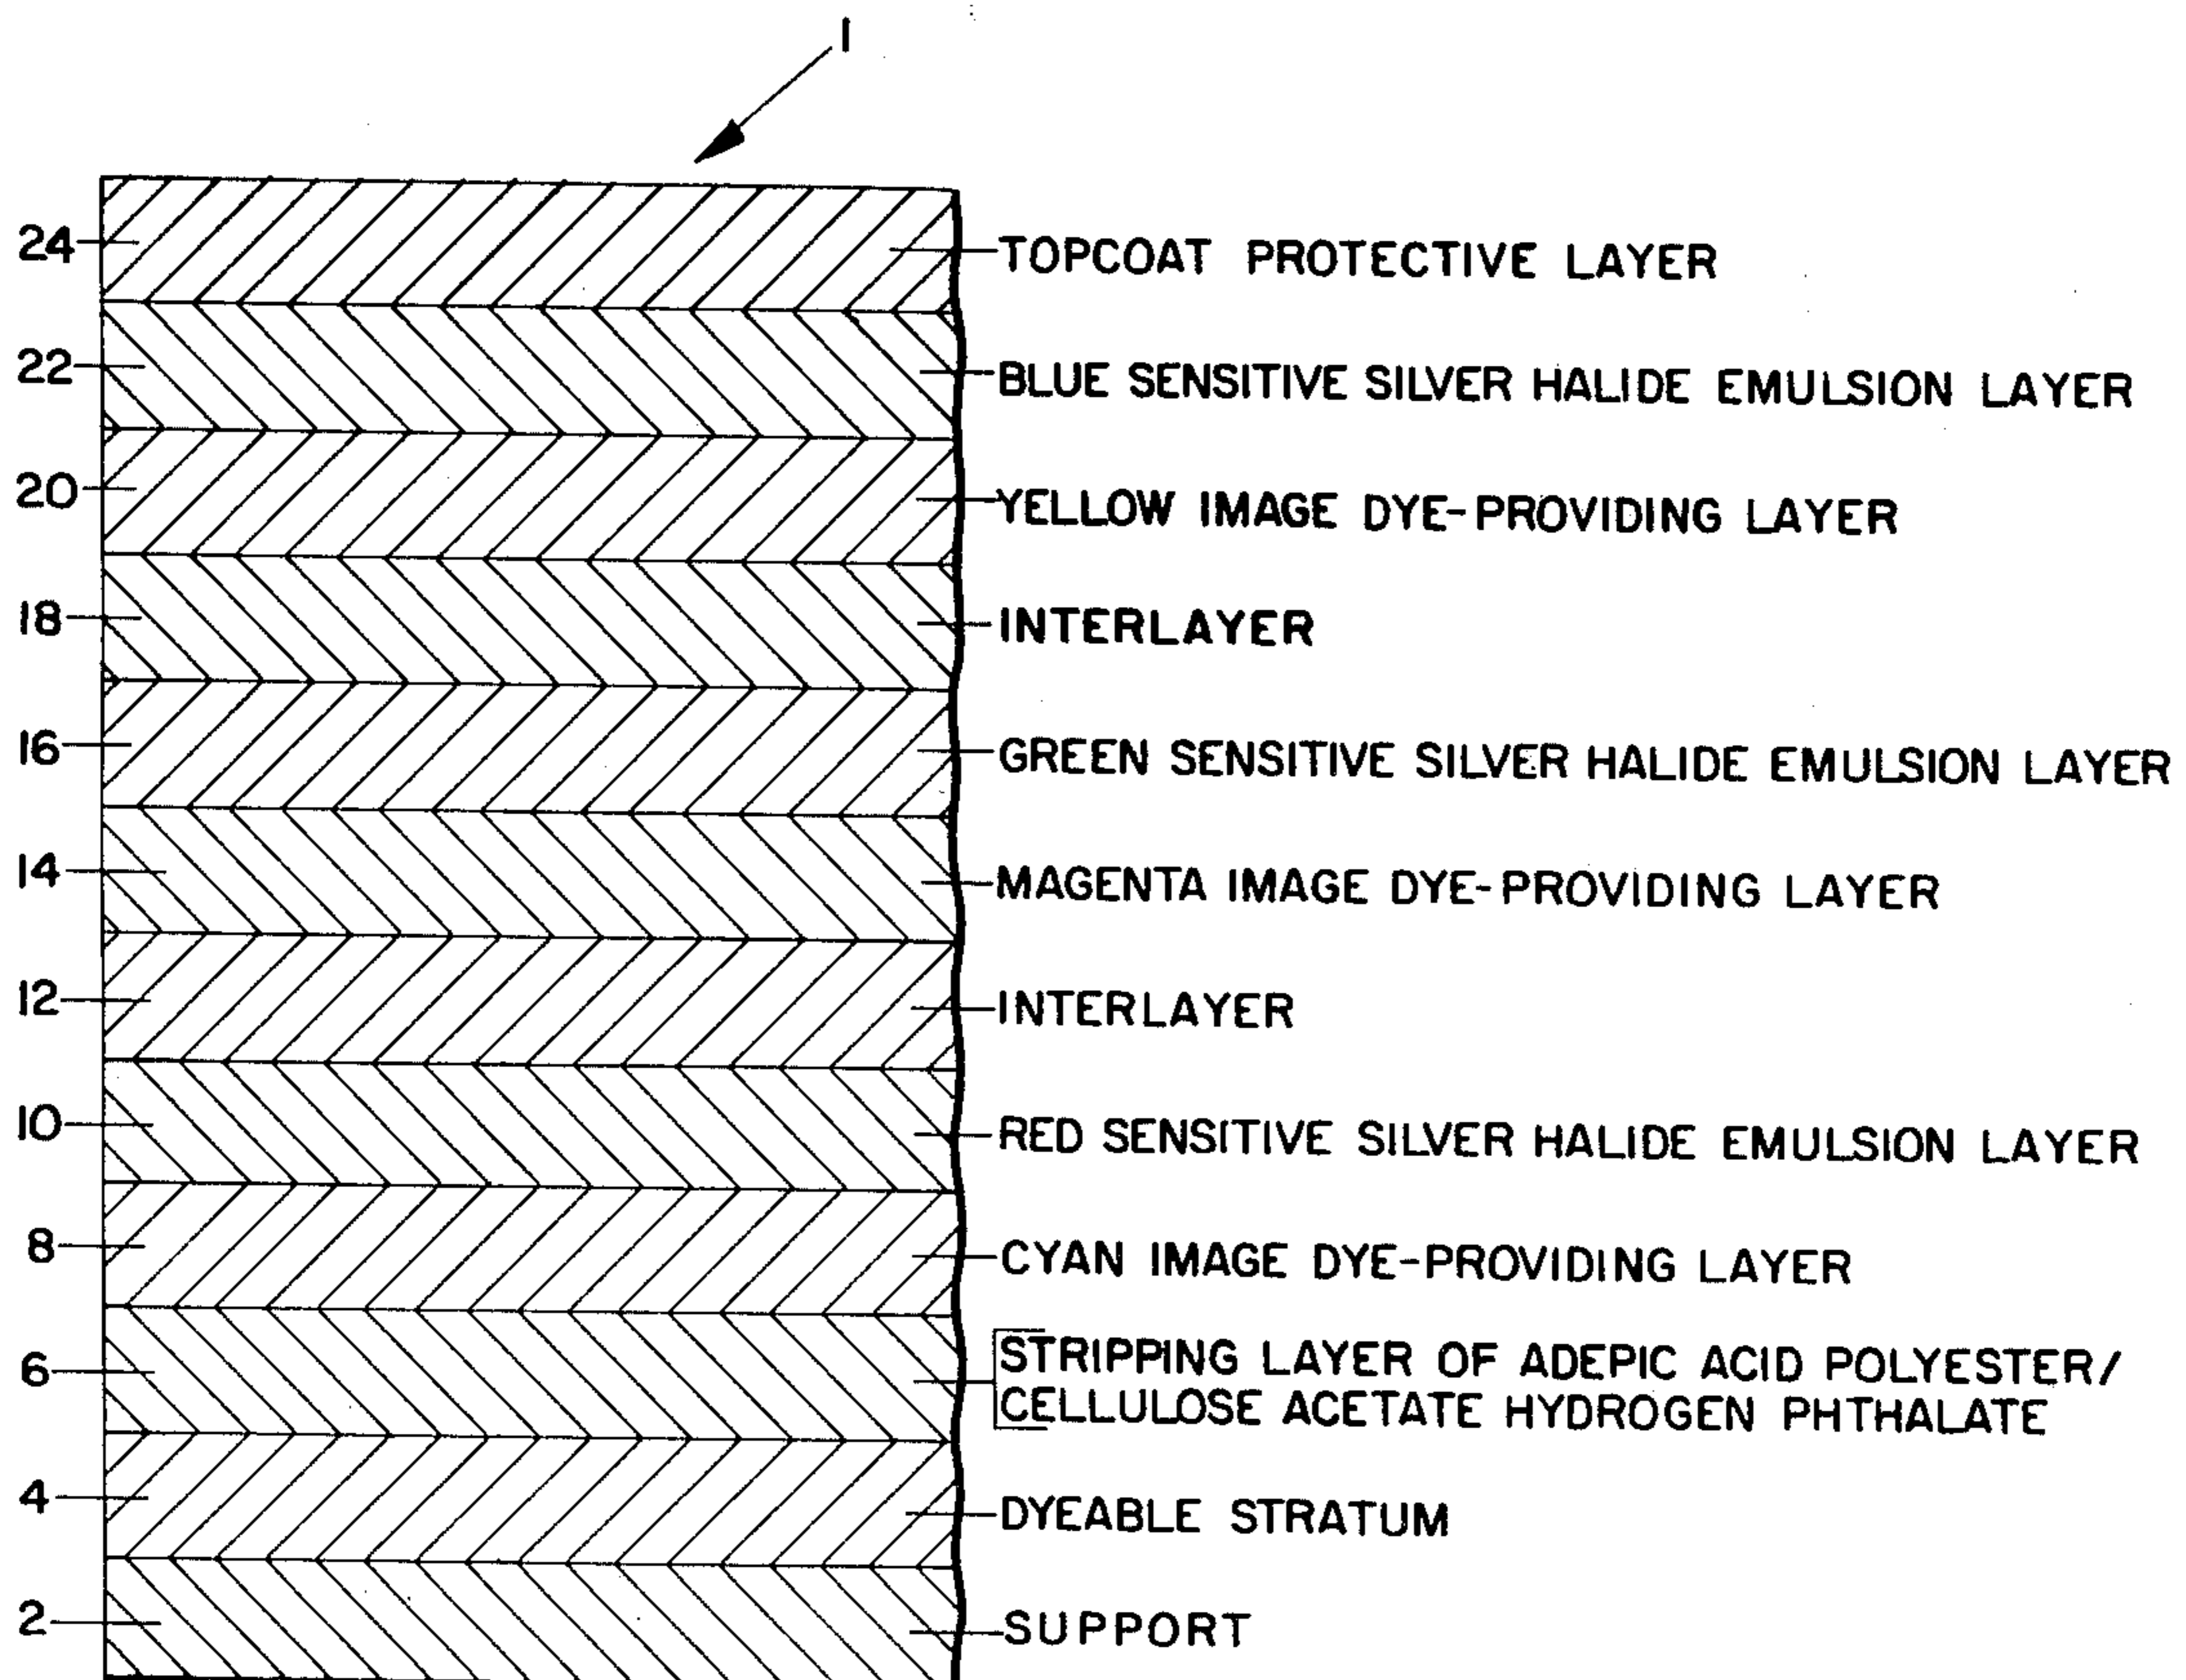 1
24 TOPCOAT PROTECTIVE LAYER
22 BLUE SENSITIVE SILVER HALIDE EMULSION LAYER
20 YELLOW IMAGE DYE-PROVIDING LAYER
18 INTERLAYER
16 GREEN SENSITIVE SILVER HALIDE EMULSION LAYER
14 MAGENTA IMAGE DYE-PROVIDING LAYER
12 INTERLAYER
10 RED SENSITIVE SILVER HALIDE EMULSION LAYER
8 CYAN IMAGE DYE-PROVIDING LAYER
6 STRIPPING LAYER OF ADEPIC ACID POLYESTER/
CELLULOSE ACETATE HYDROGEN PHTHALATE
4 DYEABLE STRATUM
2 SUPPORT